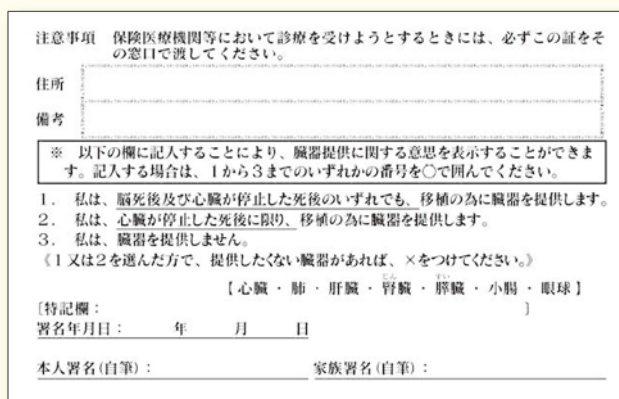 注意事項　保険医療機関等において診療を受けようとするときには、必ずこの証をそ
の窓口で渡してください。
住所
備考
※　以下の欄に記入することにより、臓器提供に関する意思を表示することができま
す。記入する場合は、1から3までのいずれかの番号を○で囲んでください。
1.　私は、脳死後及び心臓が停止した死後のいずれでも、移植の為に臓器を提供します。
2.　私は、心臓が停止した死後に限り、移植の為に臓器を提供します。
3.　私は、臓器を提供しません。
《1又は2を選んだ方で、提供したくない臓器があれば、×をつけてください。》
じん　すい
【心臓・肺・肝臓・腎臓・膵臓・小腸・眼球】
[特記欄：　]
署名年月日：　年　月　日
本人署名(自筆)：　家族署名(自筆)：